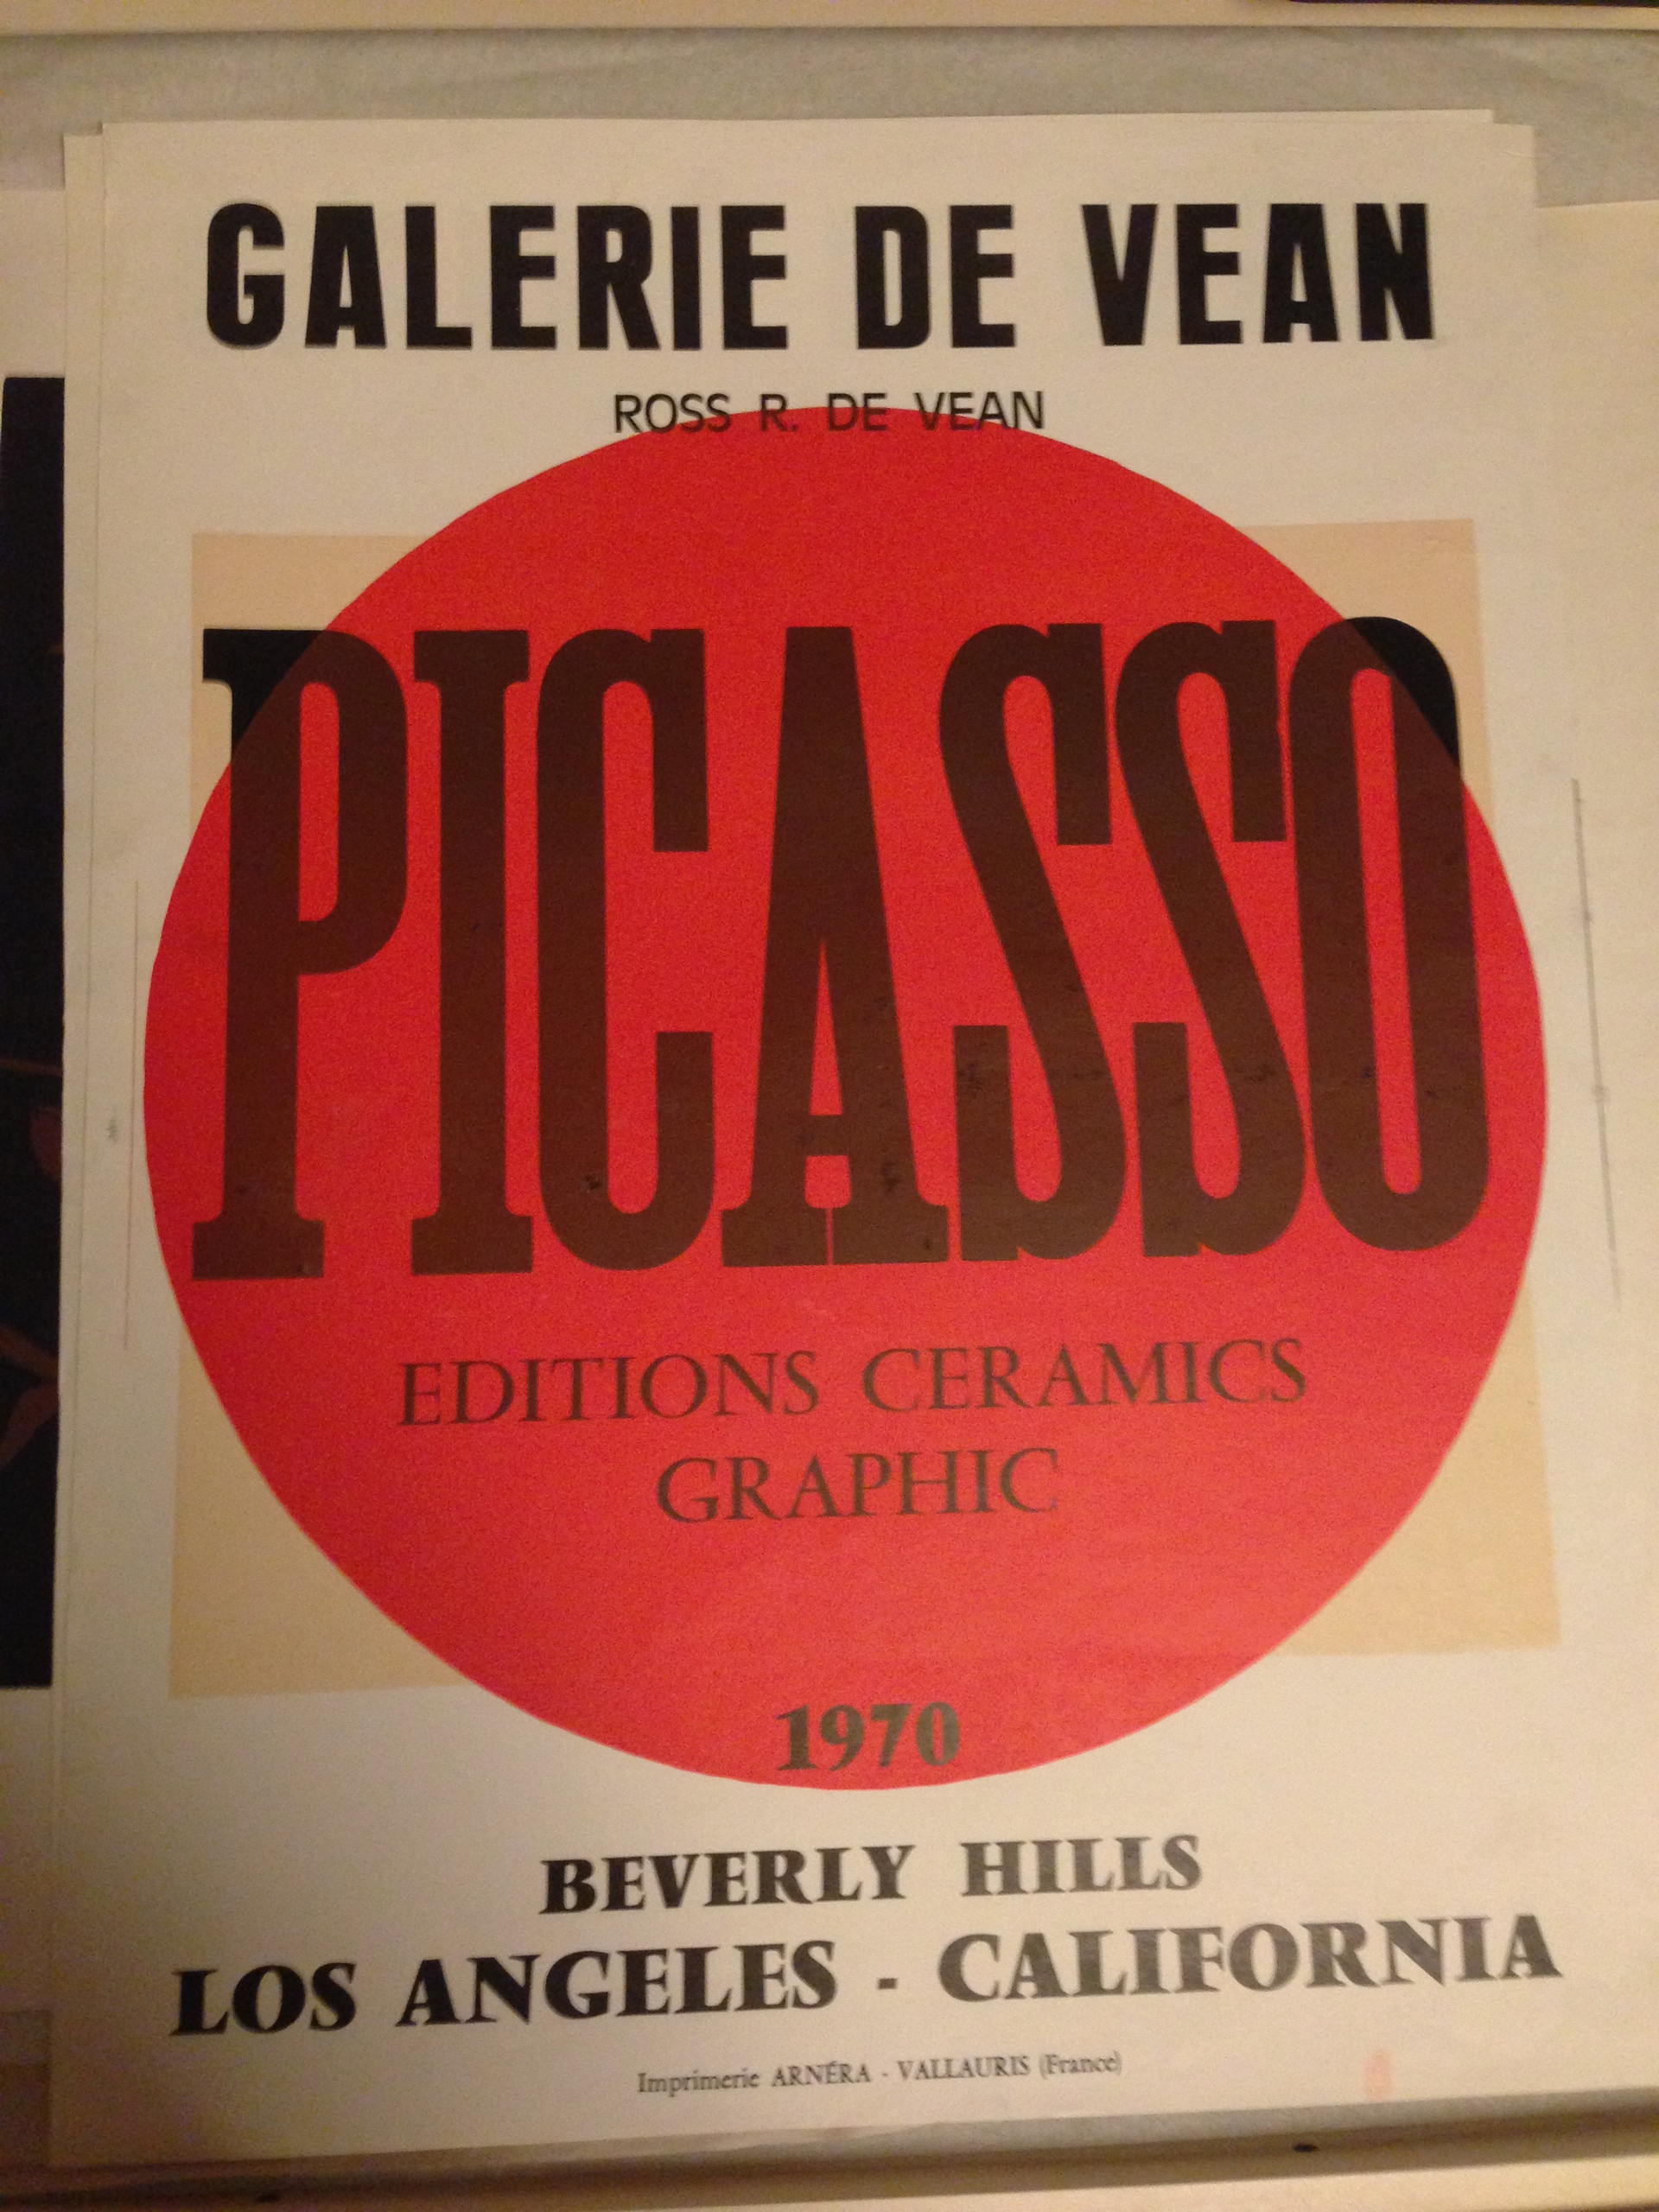 GALERIE DE VEAN
ROSS R. DE VEAN
PICASSO
EDITIONS CERAMICS
GRAPHIC
1970
BEVERLY HILLS
LOS ANGELES - CALIFORNIA
Imprimerie ARNÉRA - VALLAURIS (France)